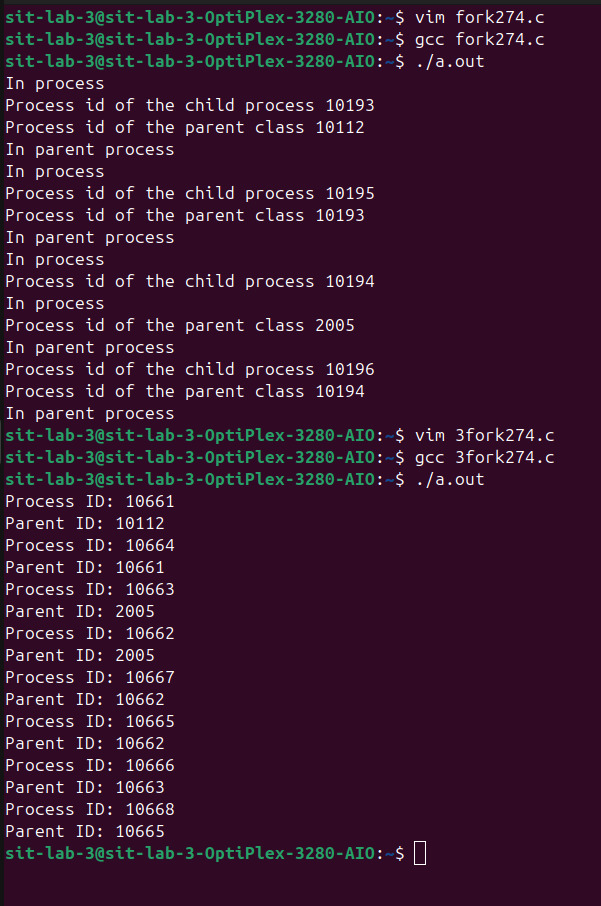 sit-lab-3@sit-lab-3-OptiPlex-3280-AIO:~$ vim fork274.c
sit-lab-3@sit-lab-3-OptiPlex-3280-AIO:~$ gcc fork274.c
sit-lab-3@sit-lab-3-OptiPlex-3280-AIO:~$ ./a.out
In process
Process id of the child process 10193
Process id of the parent class 10112
In parent process
In process
Process id of the child process 10195
Process id of the parent class 10193
In parent process
In process
Process id of the child process 10194
In process
Process id of the parent class 2005
In parent process
Process id of the child process 10196
Process id of the parent class 10194
In parent process
sit-lab-3@sit-lab-3-OptiPlex-3280-AIO:~$ vim 3fork274.c
sit-lab-3@sit-lab-3-OptiPlex-3280-AIO:~$ gcc 3fork274.c
sit-lab-3@sit-lab-3-OptiPlex-3280-AIO:~$ ./a.out
Process ID: 10661
Parent ID: 10112
Process ID: 10664
Parent ID: 10661
Process ID: 10663
Parent ID: 2005
Process ID: 10662
Parent ID: 2005
Process ID: 10667
Parent ID: 10662
Process ID: 10665
Parent ID: 10662
Process ID: 10666
Parent ID: 10663
Process ID: 10668
Parent ID: 10665
sit-lab-3@sit-lab-3-OptiPlex-3280-AIO:~$